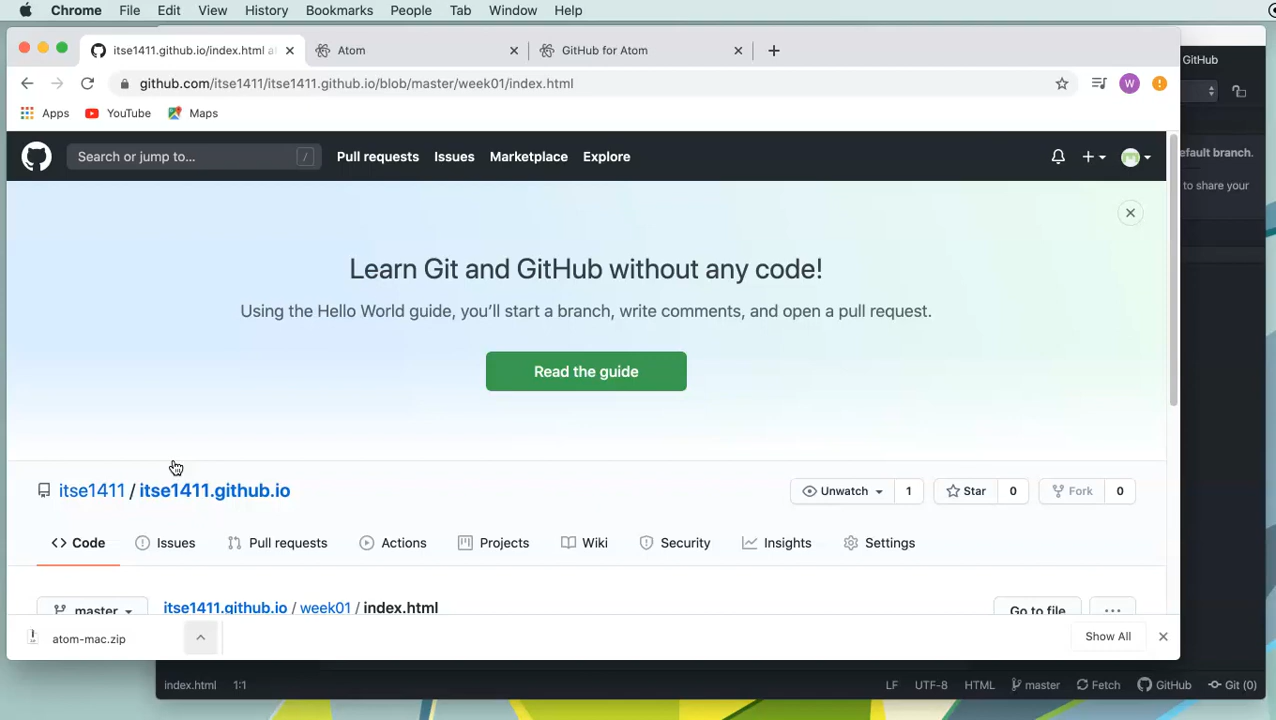 Chrome File Edit View History Bookmarks People Tab Window Help
itse1411.github.io/index.html a
Atom
GitHub for Atom
GitHub
github.com/itse1411/itse1411.github.io/blob/master/week01/index.html
W
Apps YouTube Maps
Search or jump to... /
Pull requests Issues Marketplace Explore
efault branch.
to share your
Learn Git and GitHub without any code!
Using the Hello World guide, you'll start a branch, write comments, and open a pull request.
Read the guide
itse1411 / itse1411.github.io
Unwatch 1 Star 0 Fork 0
Code Issues Pull requests Actions Projects Wiki Security Insights Settings
master itse1411.github.io / week01 / index.html Go to file ...
atom-mac.zip Show All
index.html 1:1 LF UTF-8 HTML master Fetch GitHub Git (0)